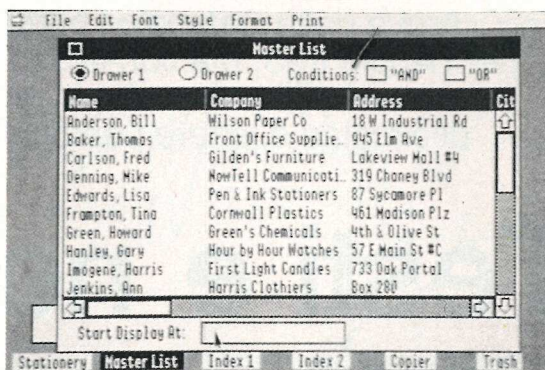 File Edit Font Style Format Print
Master List
Drawer 1 Drawer 2 Conditions: "AND" "OR"
Name Company Address Cit
Anderson, Bill Wilson Paper Co 18 W Industrial Rd
Baker, Thomas Front Office Supplie… 945 Elm Ave
Carlson, Fred Gilden's Furniture Lakeview Mall #4
Denning, Mike NowTell Communicati… 319 Chaney Blvd
Edwards, Lisa Pen & Ink Stationers 87 Sycamore Pl
Frampton, Tina Cornwall Plastics 461 Madison Plz
Green, Howard Green's Chemicals 4th & Olive St
Hanley, Gary Hour by Hour Watches 57 E Main St #C
Imogene, Harris First Light Candles 733 Oak Portal
Jenkins, Ann Harris Clothiers Box 280
Start Display At:
Stationery Master List Index 1 Index 2 Copier Trash